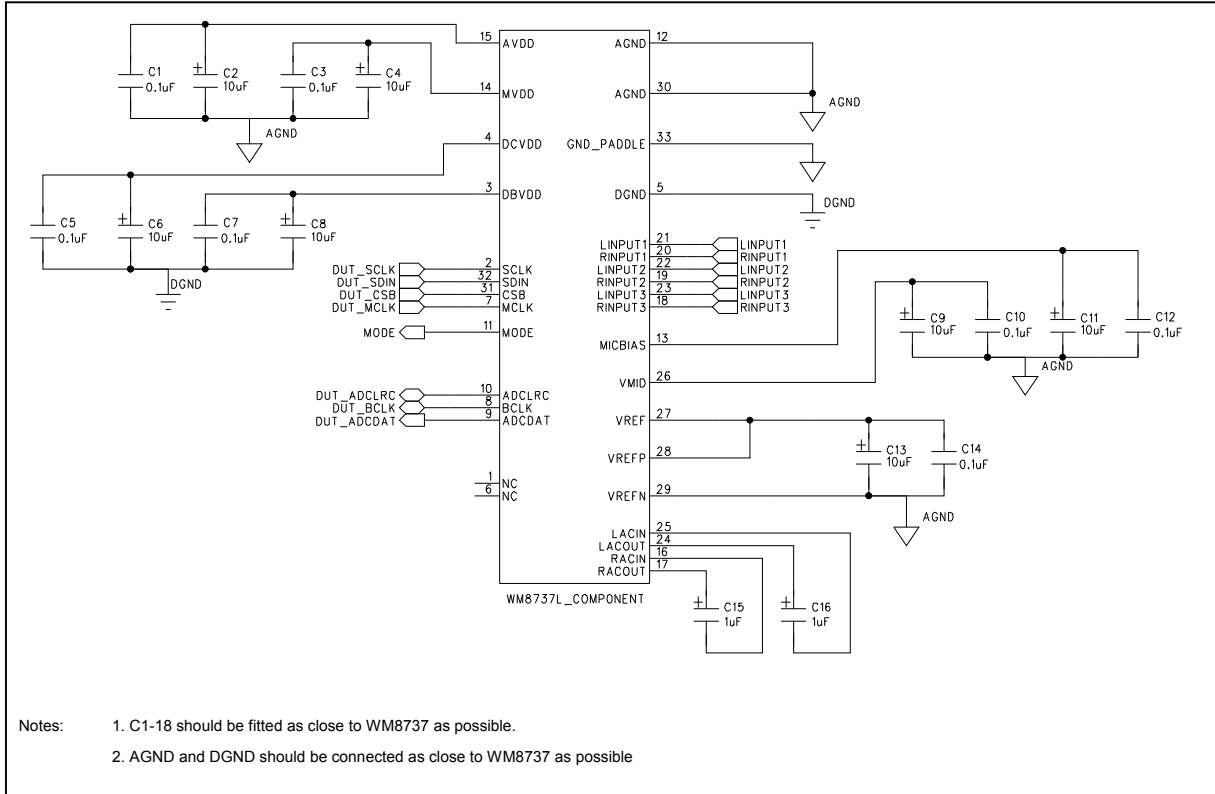 15 AVDD
AGND 12
C1 0.1uF
+ C2 10uF
C3 0.1uF
+ C4 10uF
14 MVDD
AGND 30
AGND
AGND
4 DCVDD
GND_PADDLE 33
3 DBVDD
DGND 5
DGND
C5 0.1uF
+ C6 10uF
C7 0.1uF
+ C8 10uF
DGND
LINPUT1 21 LINPUT1
RINPUT1 20 RINPUT1
LINPUT2 22 LINPUT2
RINPUT2 19 RINPUT2
LINPUT3 23 LINPUT3
RINPUT3 18 RINPUT3
DUT_SCLK 2 SCLK
DUT_SDIN 32 SDIN
DUT_CSB 31 CSB
DUT_MCLK 7 MCLK
MODE 11 MODE
MICBIAS 13
+ C9 10uF
C10 0.1uF
+ C11 10uF
C12 0.1uF
AGND
VMID 26
DUT_ADCLRC 10 ADCLRC
DUT_BCLK 8 BCLK
DUT_ADCDAT 9 ADCDAT
VREF 27
VREFP 28
+ C13 10uF
C14 0.1uF
1 NC
6 NC
VREFN 29
AGND
LACIN 25
LACOUT 24
RACIN 16
RACOUT 17
WM8737L_COMPONENT
+ C15 1uF
+ C16 1uF
Notes: 1. C1-18 should be fitted as close to WM8737 as possible.
2. AGND and DGND should be connected as close to WM8737 as possible